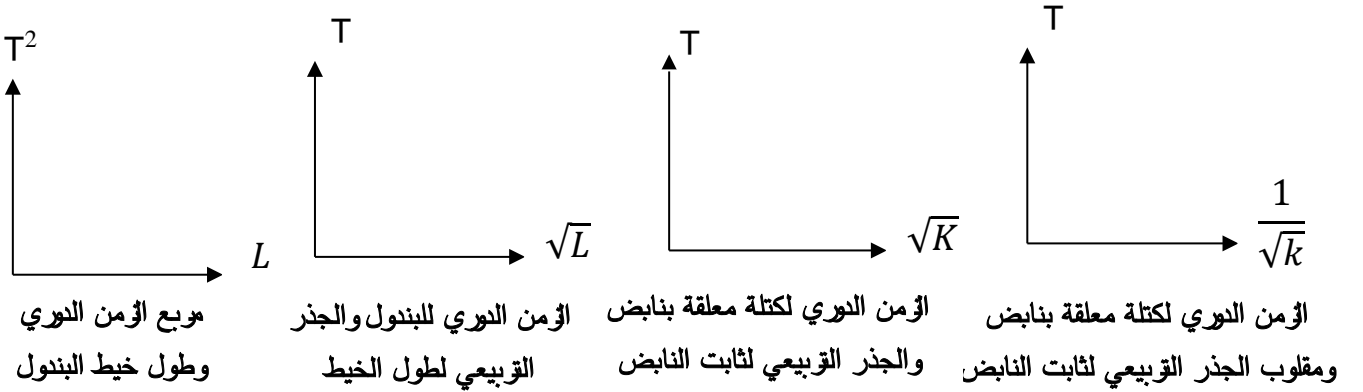 T
1/√k
الزمن الدوري لكتلة معلقة بنابض
ومقلوب الجذر التربيعي لثابت النابض
T
√K
الزمن الدوري لكتلة معلقة بنابض
والجذر التربيعي لثابت النابض
T
√L
الزمن الدوري للبندول والجذر
التربيعي لطول الخيط
T²
L
مربع الزمن الدوري
وطول خيط البندول